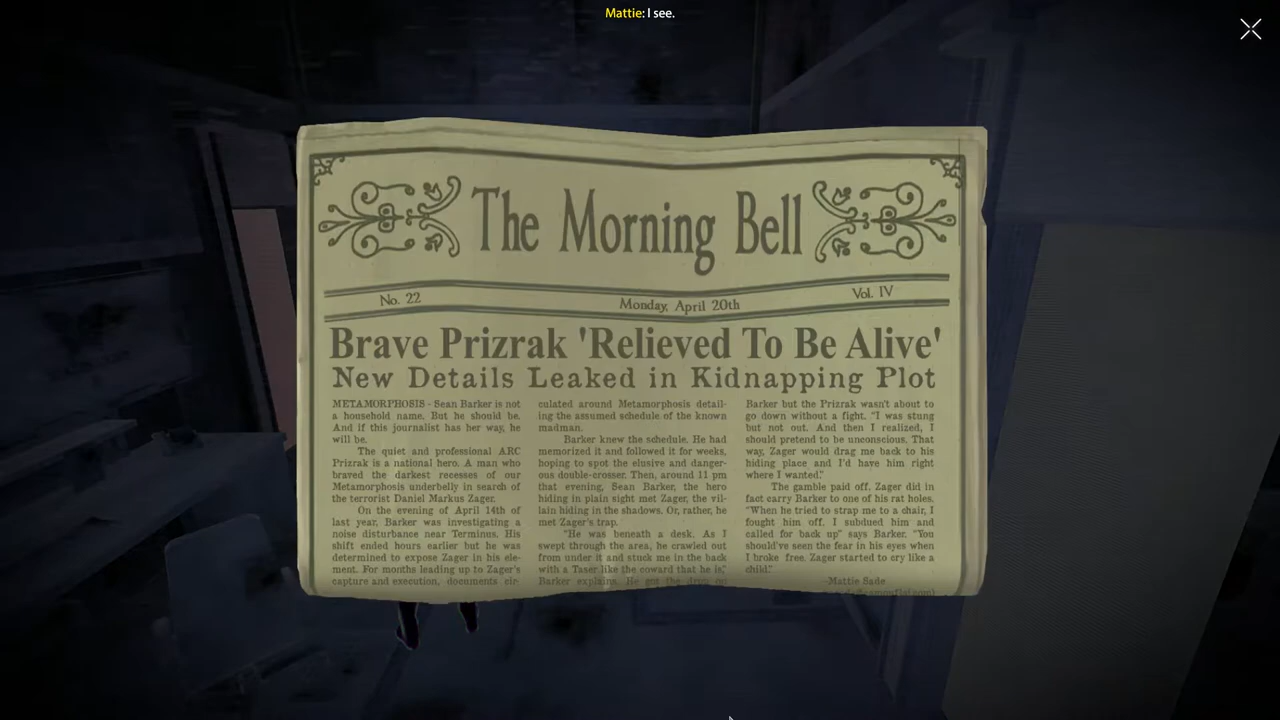 Mattie: I see.
The Morning Bell
No. 22
Monday, April 20th
Vol. IV
Brave Prizrak 'Relieved To Be Alive'
New Details Leaked in Kidnapping Plot
METAMORPHOSIS - Sean Barker is not
a household name. But he should be.
And if this journalist has her way, he
will be.
The quiet and professional ARC
Prizrak is a national hero. A man who
braved the darkest recesses of our
Metamorphosis underbelly in search of
the terrorist Daniel Markus Zager.
On the evening of April 14th of
last year, Barker was investigating a
noise disturbance near Terminus. His
shift ended hours earlier but he was
determined to expose Zager in his ele-
ment. For months leading up to Zager's
capture and execution, documents cir-
culated around Metamorphosis detail-
ing the assumed schedule of the known
madman.
Barker knew the schedule. He had
memorized it and followed it for weeks,
hoping to spot the elusive and danger-
ous double-crosser. Then, around 11 pm
that evening, Sean Barker, the hero
hiding in plain sight met Zager, the vil-
lain hiding in the shadows. Or, rather, he
met Zager's trap.
"He was beneath a desk. As I
swept through the area, he crawled out
from under it and stuck me in the back
with a Taser like the coward that he is,"
Barker explains. He got the drop on
Barker but the Prizrak wasn't about to
go down without a fight. "I was stung
but not out. And then I realized, I
should pretend to be unconscious. That
way, Zager would drag me back to his
hiding place and I'd have him right
where I wanted."
The gamble paid off. Zager did in
fact carry Barker to one of his rat holes.
"When he tried to strap me to a chair, I
fought him off. I subdued him and
called for back up" says Barker. "You
should've seen the fear in his eyes when
I broke free. Zager started to cry like a
child."
-Mattie Sade